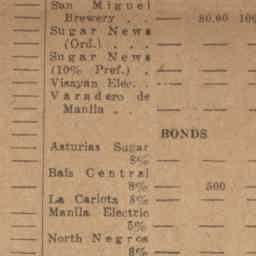 San Miguel
Brewery . . — 80.00 100
Sugar News
(Ord.) . . . —
Sugar News
(10% Pref.) . —
Visayan Elec. . —
Varadero de
Manila . . —
BONDS
Asturias Sugar
8% — —
Bais Central
8% — 500
La Carlota 8% — —
Manila Electric
5% — —
North Negros
8% — —